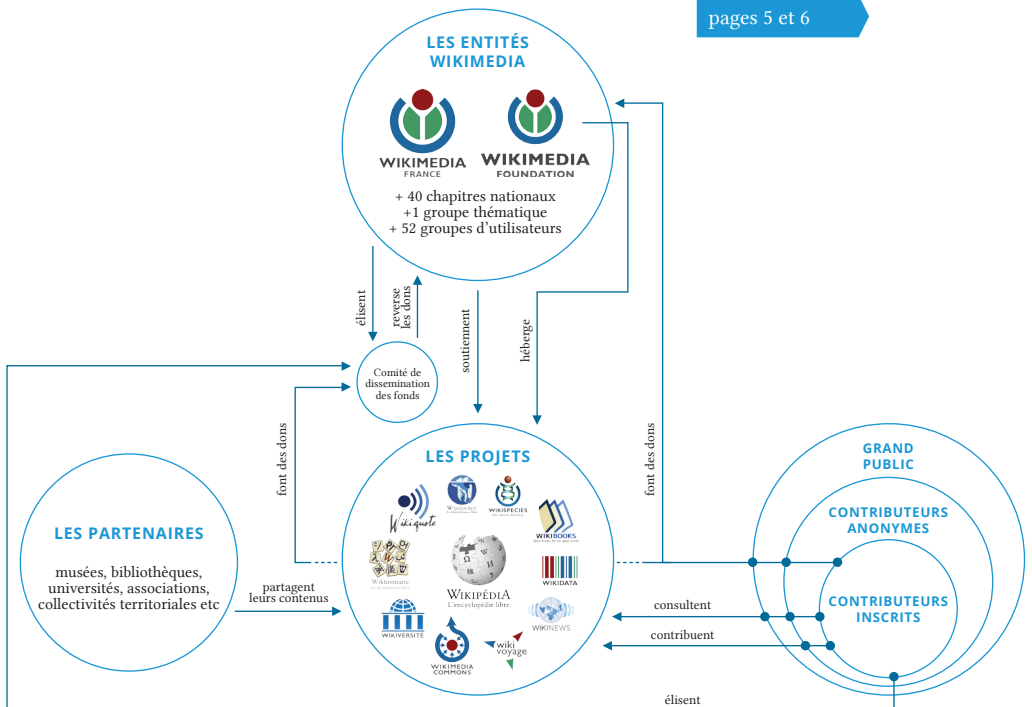 pages 5 et 6
LES ENTITÉS
WIKIMEDIA
WIKIMEDIA
FRANCE
WIKIMEDIA
FOUNDATION
+ 40 chapitres nationaux
+1 groupe thématique
+ 52 groupes d'utilisateurs
élisent
reverse
les dons
soutiennent
héberge
Comité de
dissemination
des fonds
font des dons
font des dons
LES PARTENAIRES
musées, bibliothèques,
universités, associations,
collectivités territoriales etc
partagent
leurs contenus
LES PROJETS
Wikiquote
WIKISOURCE
WIKISPECIES
WIKIBOOKS
Wiktionnaire
WIKIPÉDIA
L'encyclopédie libre
WIKIDATA
WIKIVERSITÉ
WIKINEWS
WIKIMEDIA
COMMONS
wiki
voyage
GRAND
PUBLIC
CONTRIBUTEURS
ANONYMES
CONTRIBUTEURS
INSCRITS
consultent
contribuent
élisent